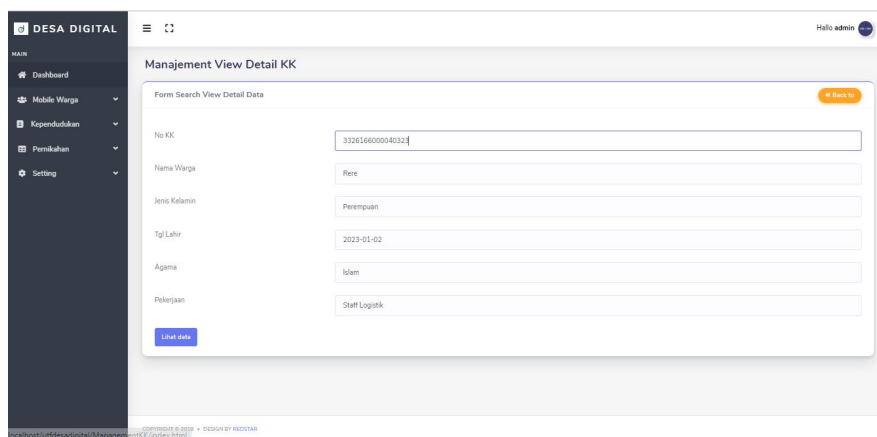 DESA DIGITAL
Hallo admin
MAIN
Dashboard
Mobile Warga
Kependudukan
Pernikahan
Setting
Manajement View Detail KK
Form Search View Detail Data
Back to
No KK
3326166000040323
Nama Warga
Rere
Jenis Kelamin
Perempuan
Tgl Lahir
2023-01-02
Agama
Islam
Pekerjaan
Staff Logistik
Lihat data
DESIGN BY REDSTAR